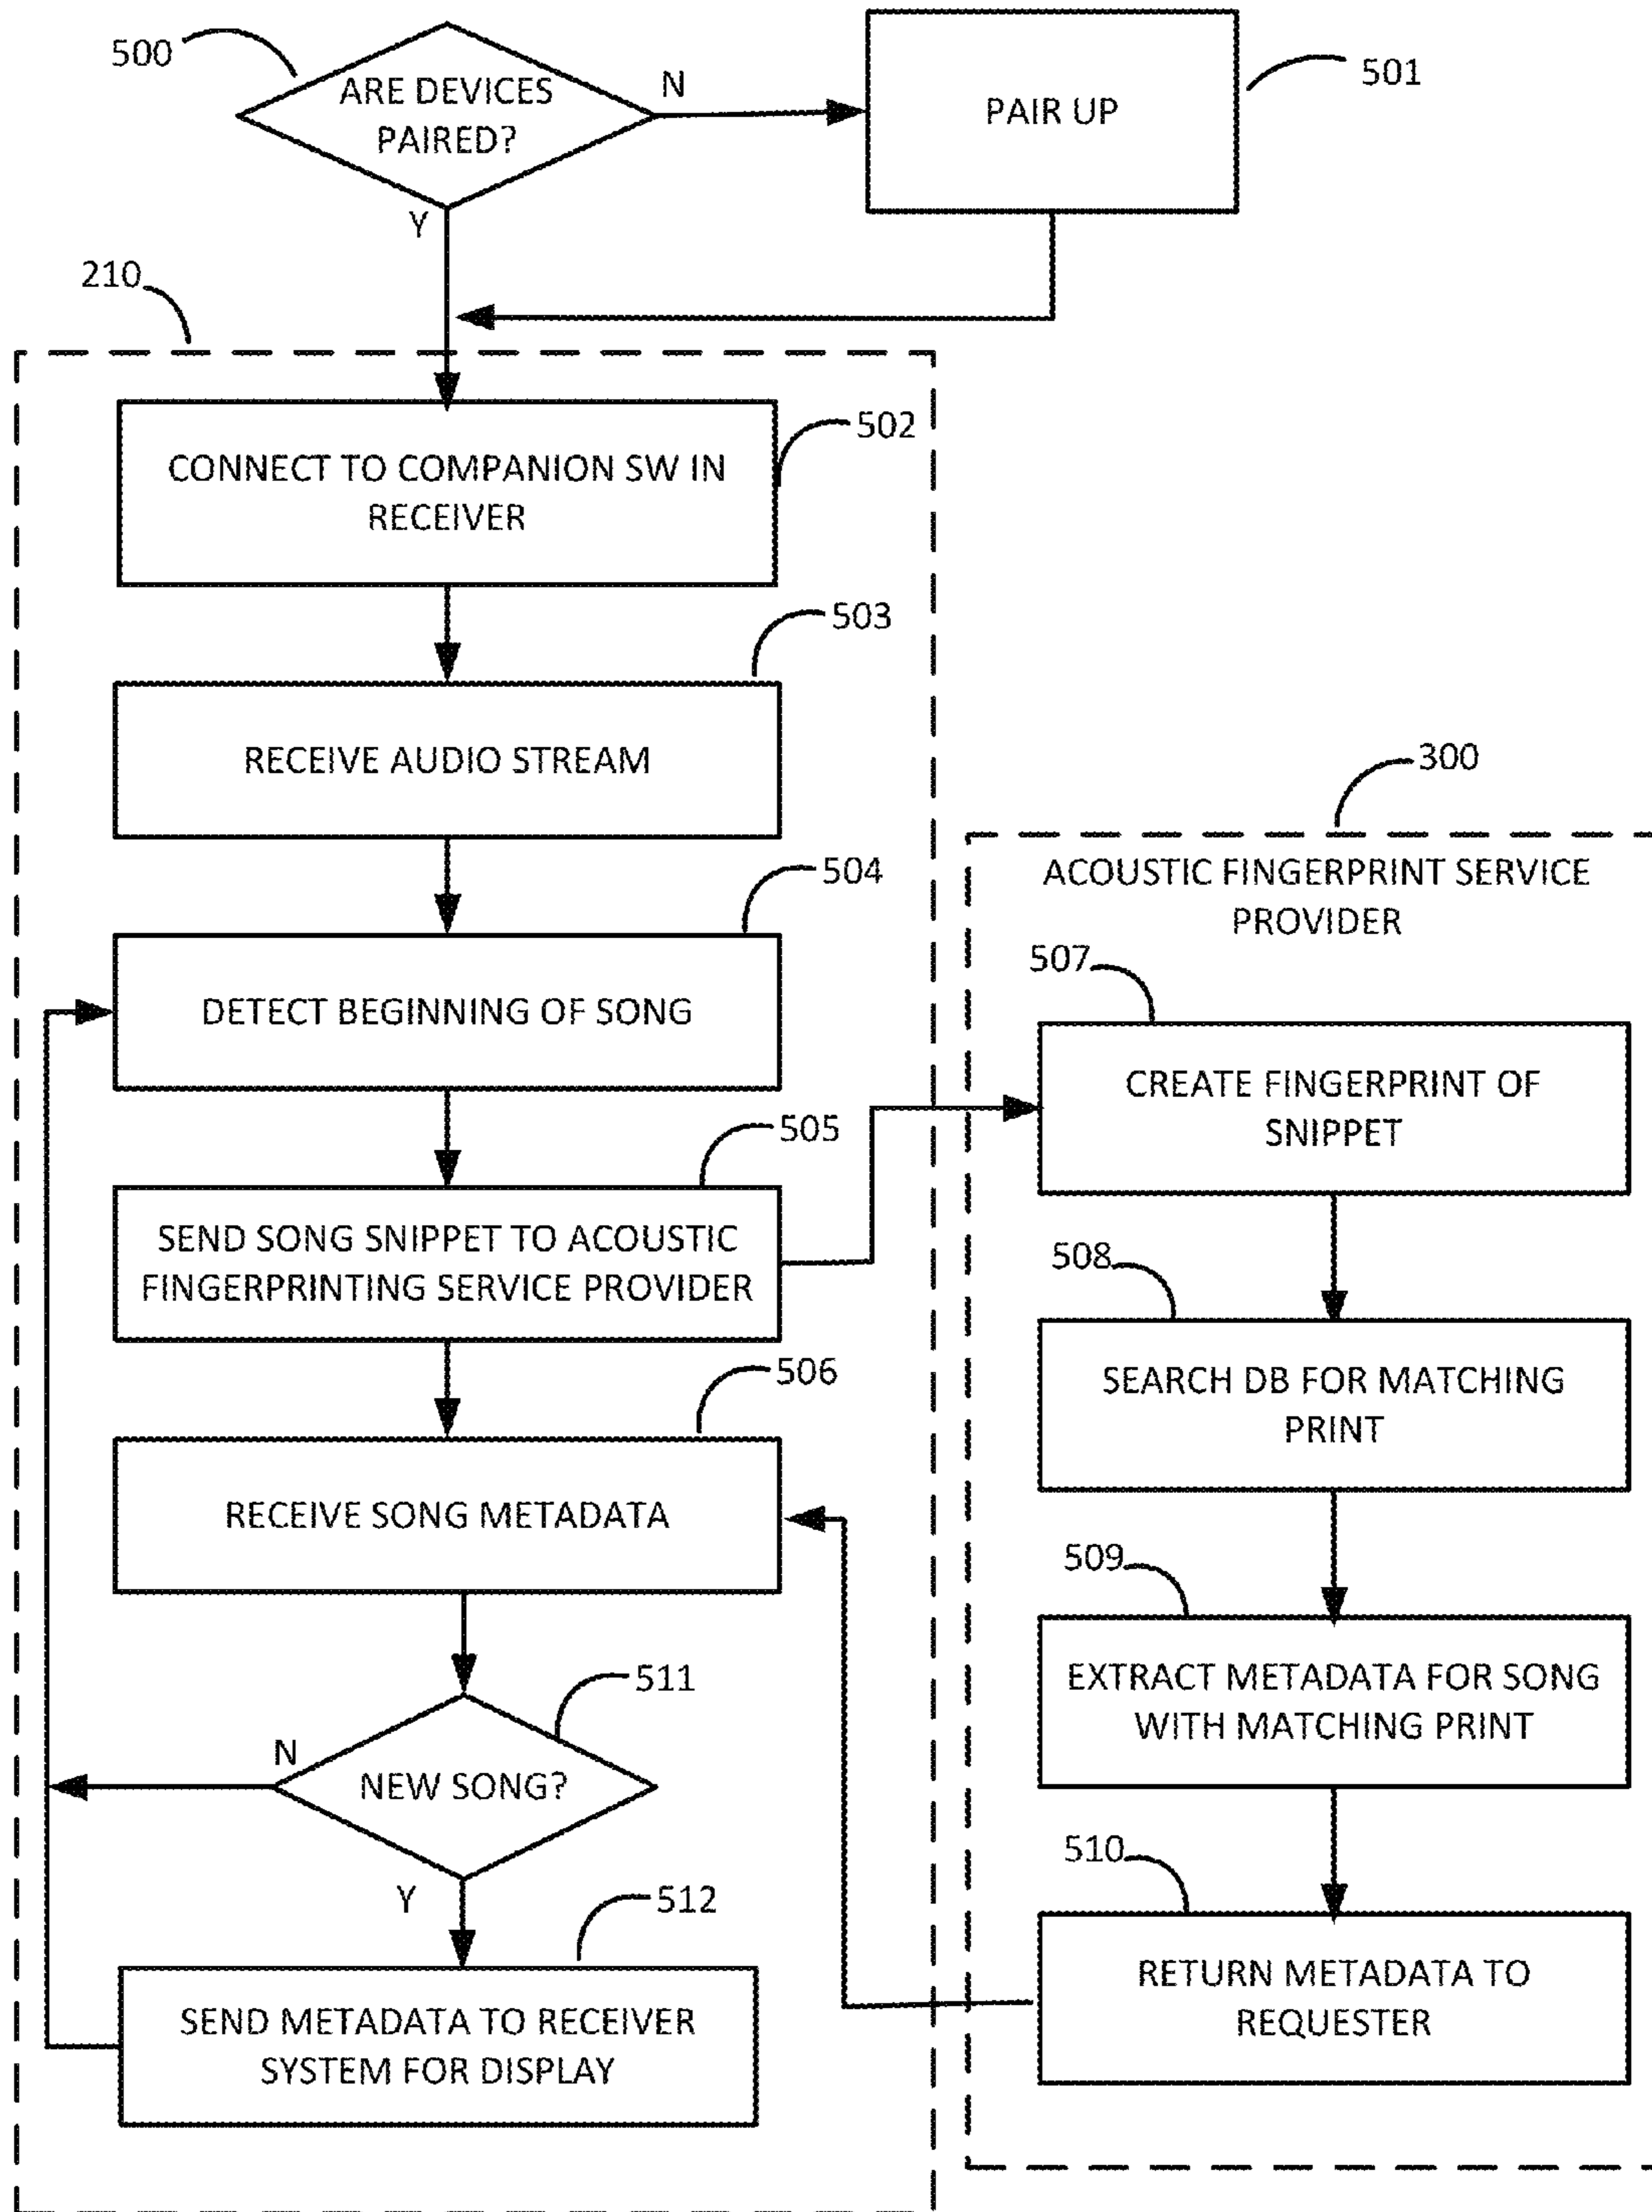 500
ARE DEVICES
PAIRED?
N
Y
PAIR UP
501
210
CONNECT TO COMPANION SW IN
RECEIVER
502
RECEIVE AUDIO STREAM
503
DETECT BEGINNING OF SONG
504
SEND SONG SNIPPET TO ACOUSTIC
FINGERPRINTING SERVICE PROVIDER
505
RECEIVE SONG METADATA
506
NEW SONG?
511
N
Y
SEND METADATA TO RECEIVER
SYSTEM FOR DISPLAY
512
300
ACOUSTIC FINGERPRINT SERVICE
PROVIDER
507
CREATE FINGERPRINT OF
SNIPPET
508
SEARCH DB FOR MATCHING
PRINT
509
EXTRACT METADATA FOR SONG
WITH MATCHING PRINT
510
RETURN METADATA TO
REQUESTER